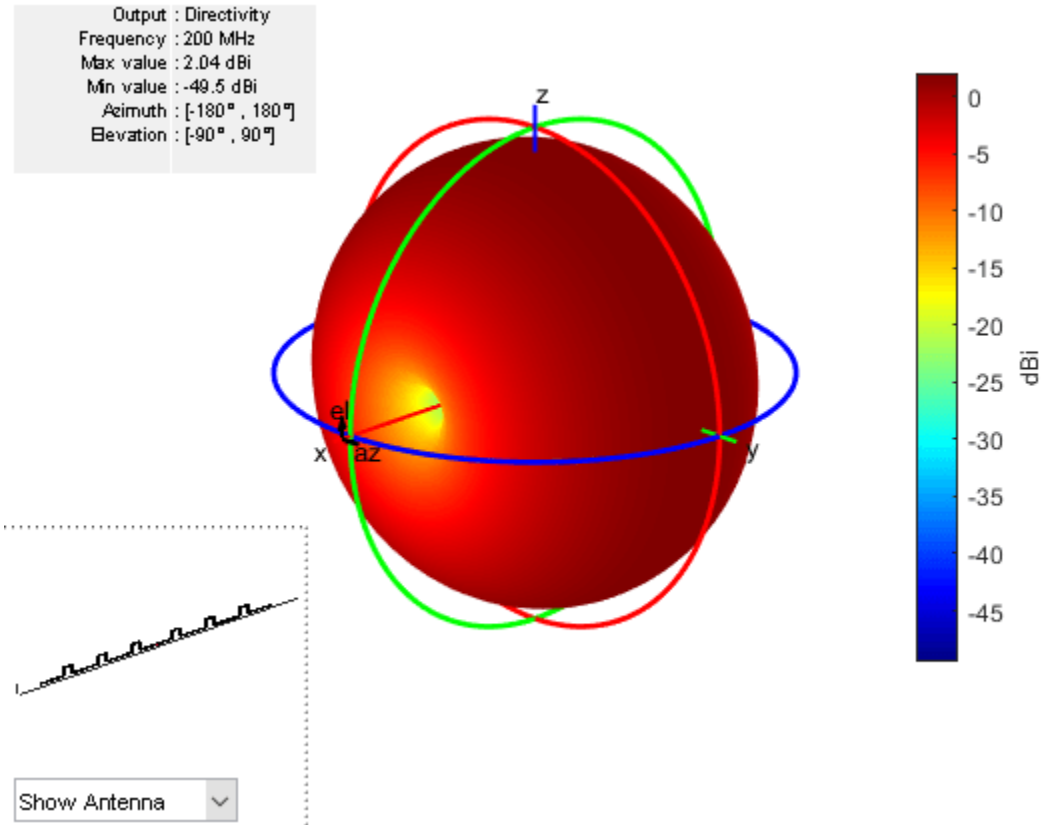 Output : Directivity
Frequency : 200 MHz
Max value : 2.04 dBi
Min value : -49.5 dBi
Azimuth : [-180° , 180°]
Elevation : [-90° , 90°]
z
el
x
az
y
0
-5
-10
-15
-20
-25
-30
-35
-40
-45
dBi
Show Antenna